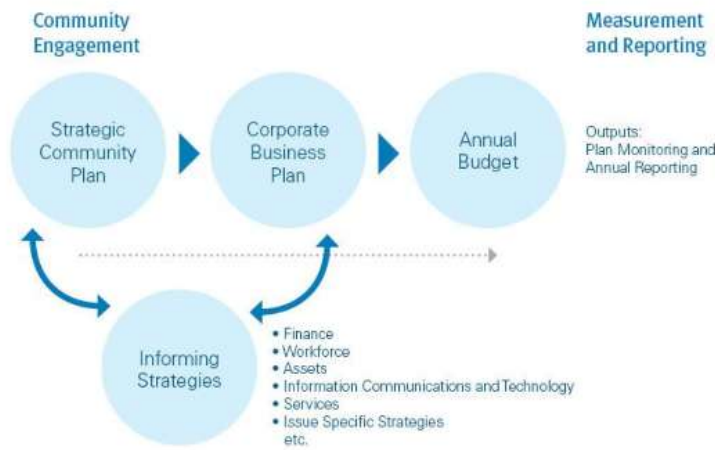 Community
Engagement
Measurement
and Reporting
Strategic
Community
Plan
Corporate
Business
Plan
Annual
Budget
Outputs:
Plan Monitoring and
Annual Reporting
Informing
Strategies
• Finance
• Workforce
• Assets
• Information Communications and Technology
• Services
• Issue Specific Strategies
etc.